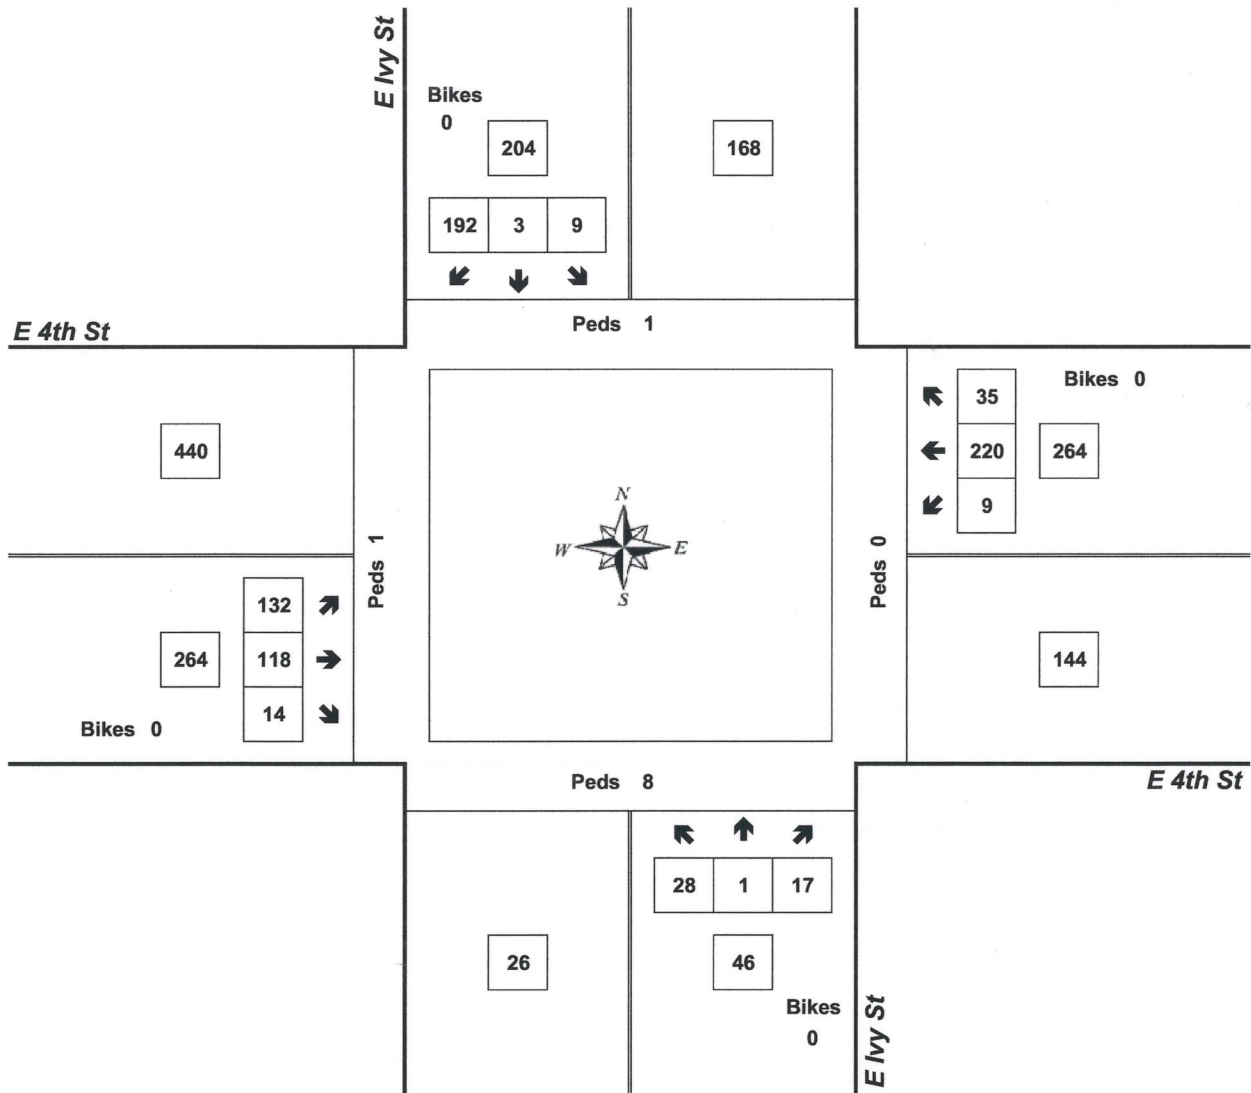 E Ivy St
Bikes
0
204
168
192 3 9
E 4th St
Peds 1
Bikes 0
35
440
220 264
9
N
W E
S
Peds 1
Peds 0
132
264 118
14
Bikes 0
144
Peds 8
E 4th St
28 1 17
26
46
Bikes
0
E Ivy St